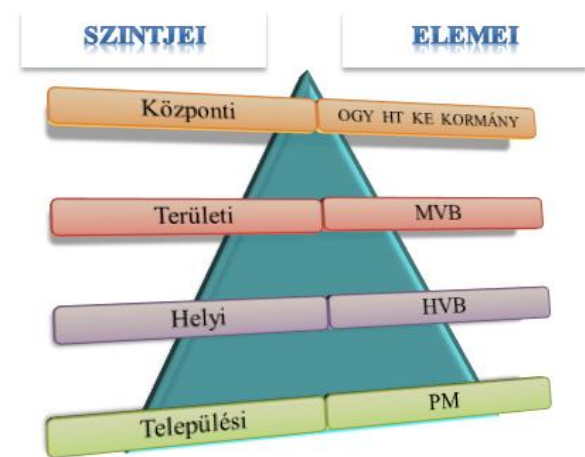 SZINTJEI ELEMEI
Központi OGY HT KE KORMÁNY
Területi MVB
Helyi HVB
Települési PM